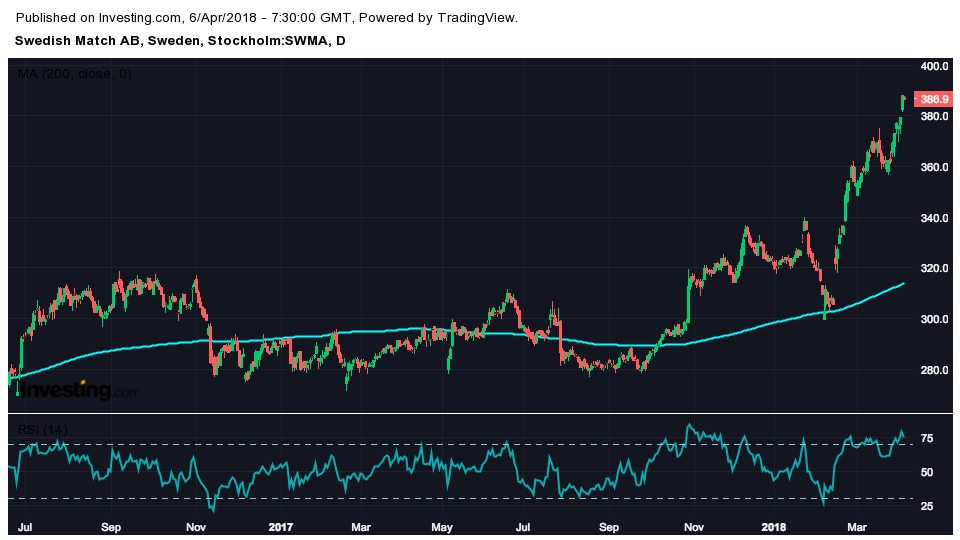 Published on Investing.com, 6/Apr/2018 - 7:30:00 GMT, Powered by TradingView.
Swedish Match AB, Sweden, Stockholm:SWMA, D
MA (200, close, 0)
400.0
386.9
380.0
360.0
340.0
320.0
300.0
280.0
Investing.com
RSI (14)
75
50
25
Jul Sep Nov 2017 Mar May Jul Sep Nov 2018 Mar